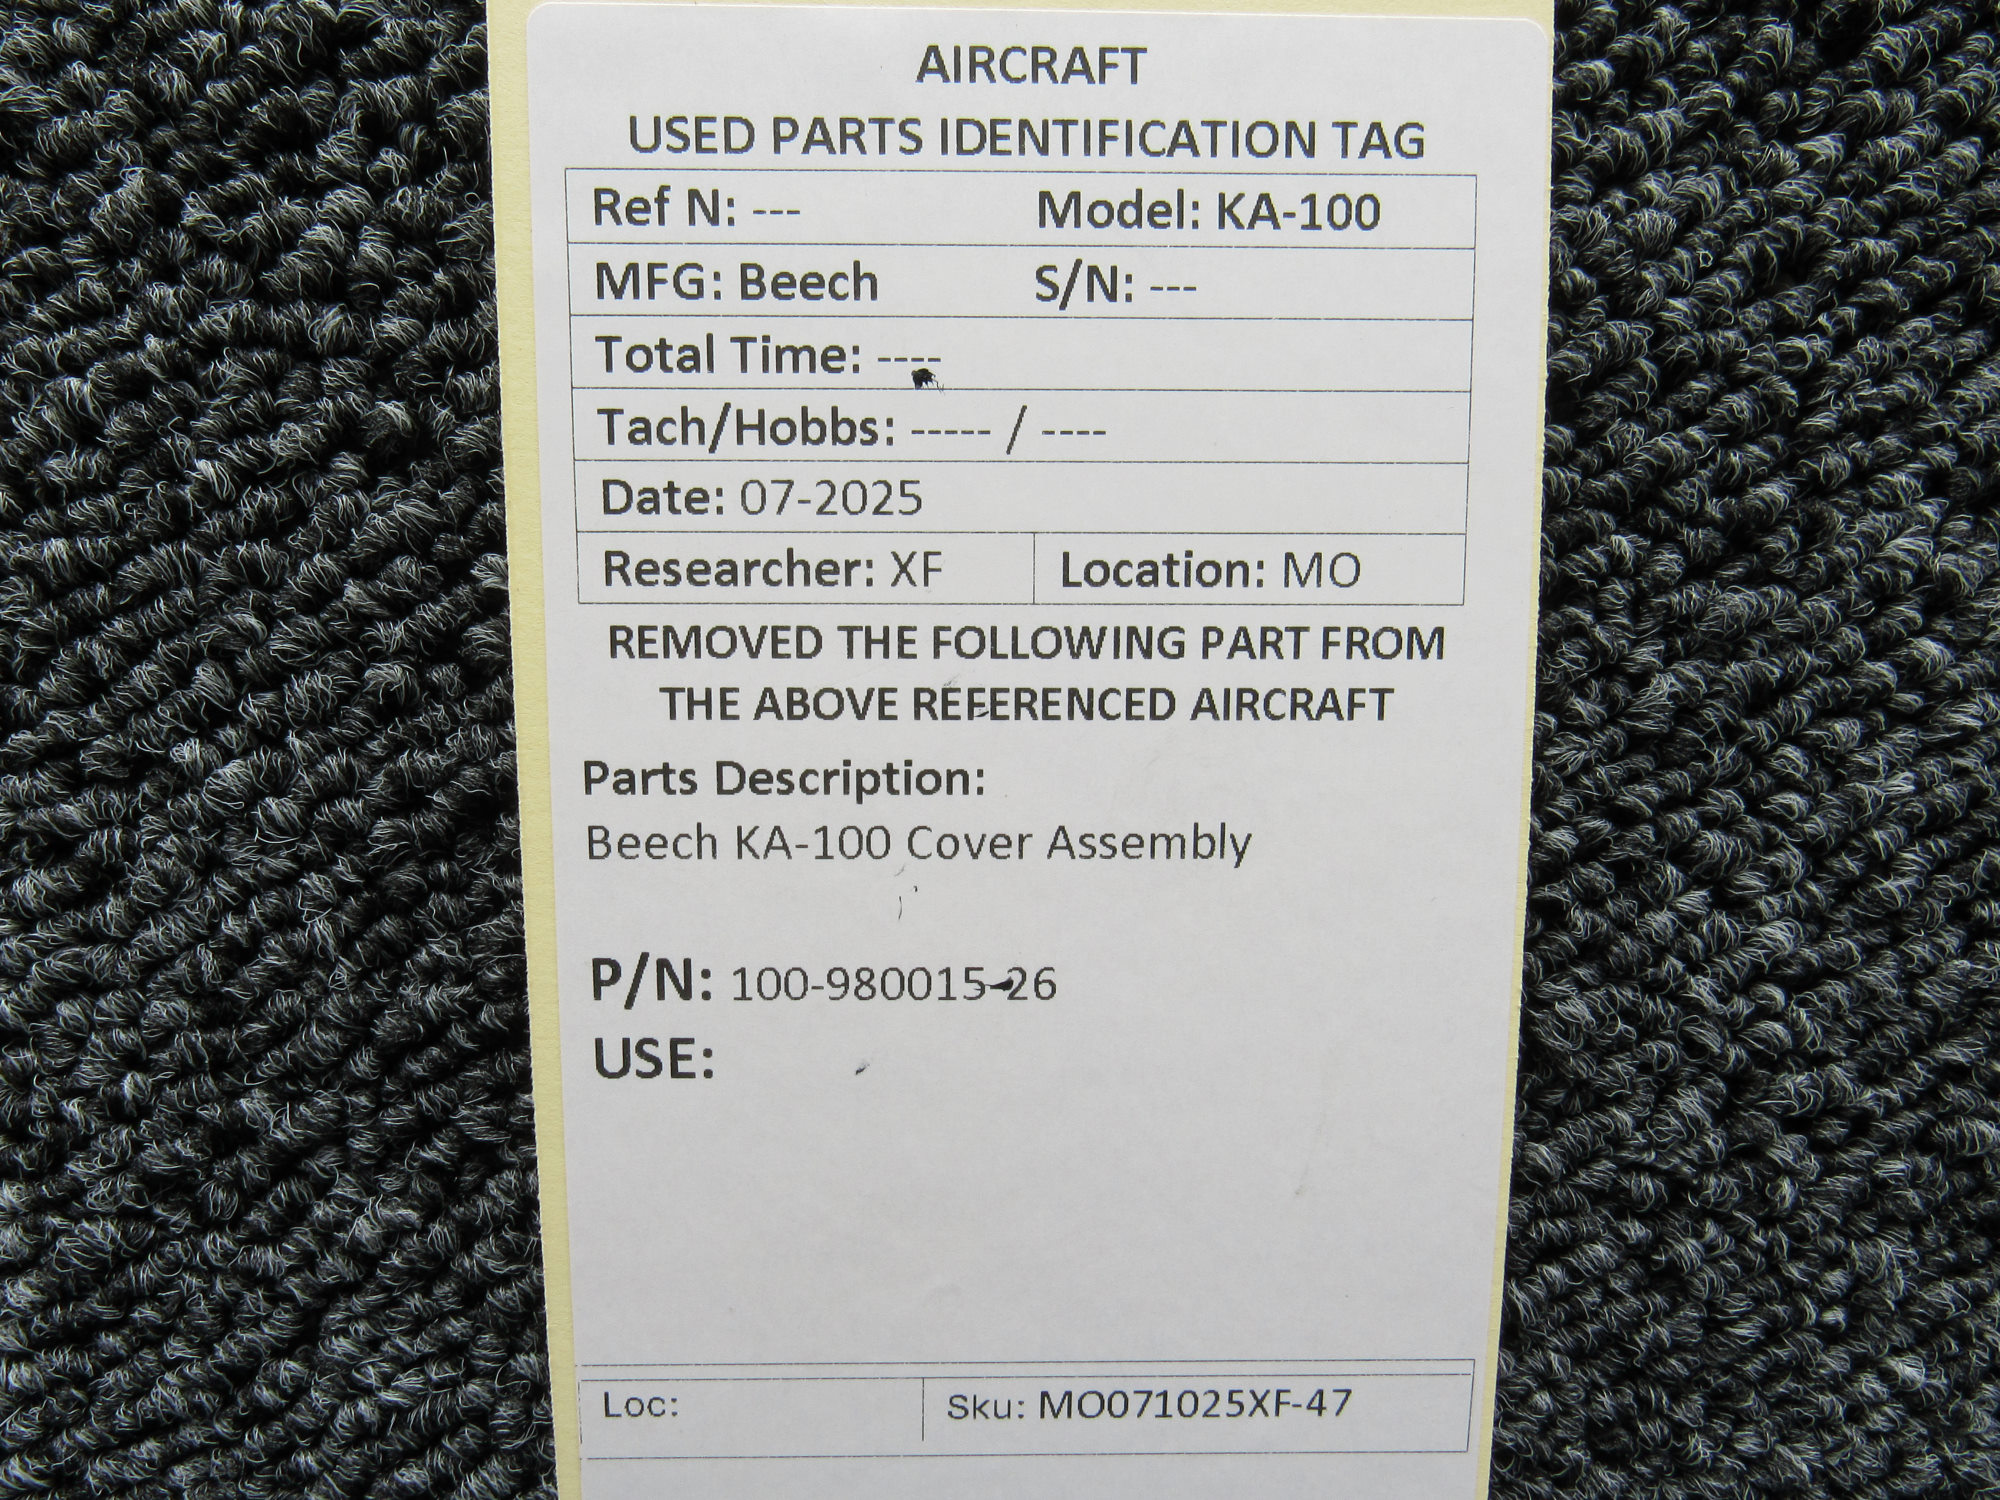 AIRCRAFT
USED PARTS IDENTIFICATION TAG
Ref N: --- Model: KA-100
MFG: Beech S/N: ---
Total Time: ----
Tach/Hobbs: ----- / ----
Date: 07-2025
Researcher: XF Location: MO
REMOVED THE FOLLOWING PART FROM
THE ABOVE REFERENCED AIRCRAFT
Parts Description:
Beech KA-100 Cover Assembly
P/N: 100-980015-26
USE:
Loc: Sku: MO071025XF-47